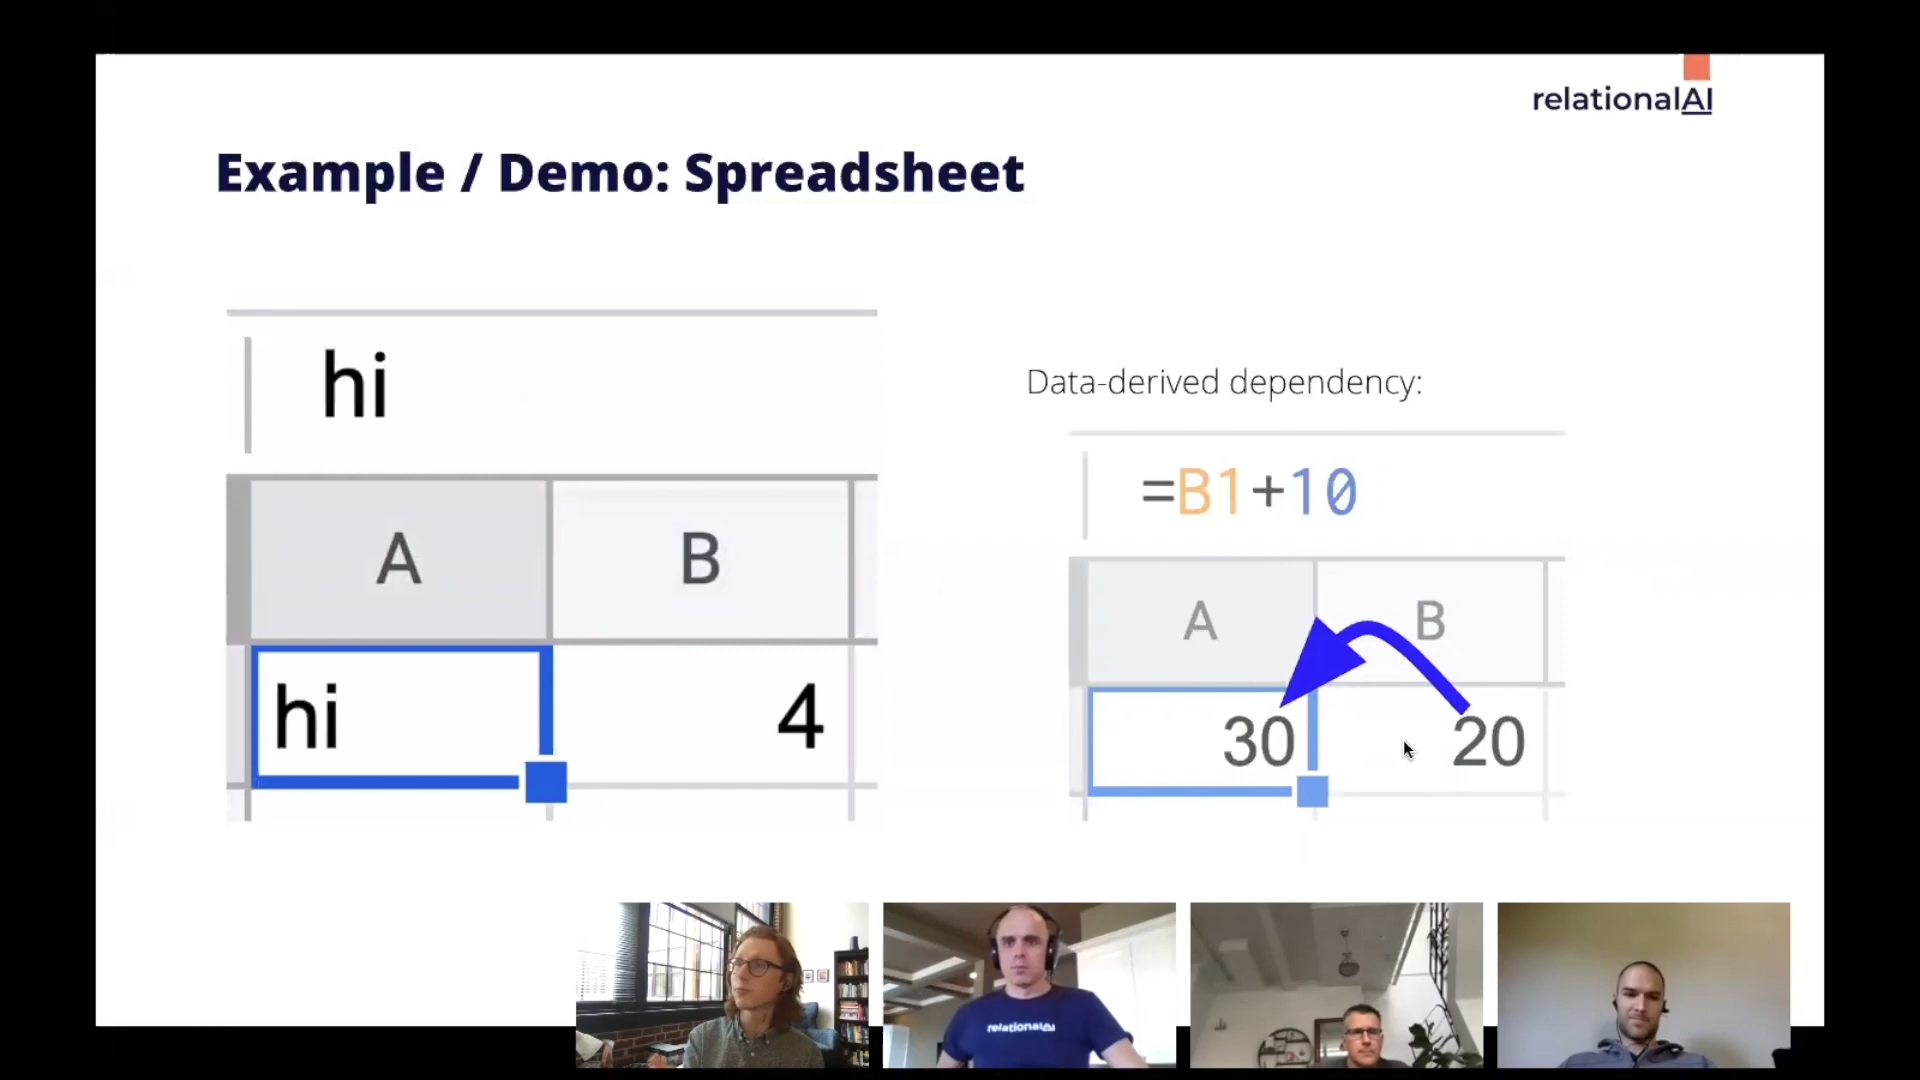 relationalAI
Example / Demo: Spreadsheet
hi
A B
hi 4
Data-derived dependency:
=B1+10
A B
30 20
relationalAI